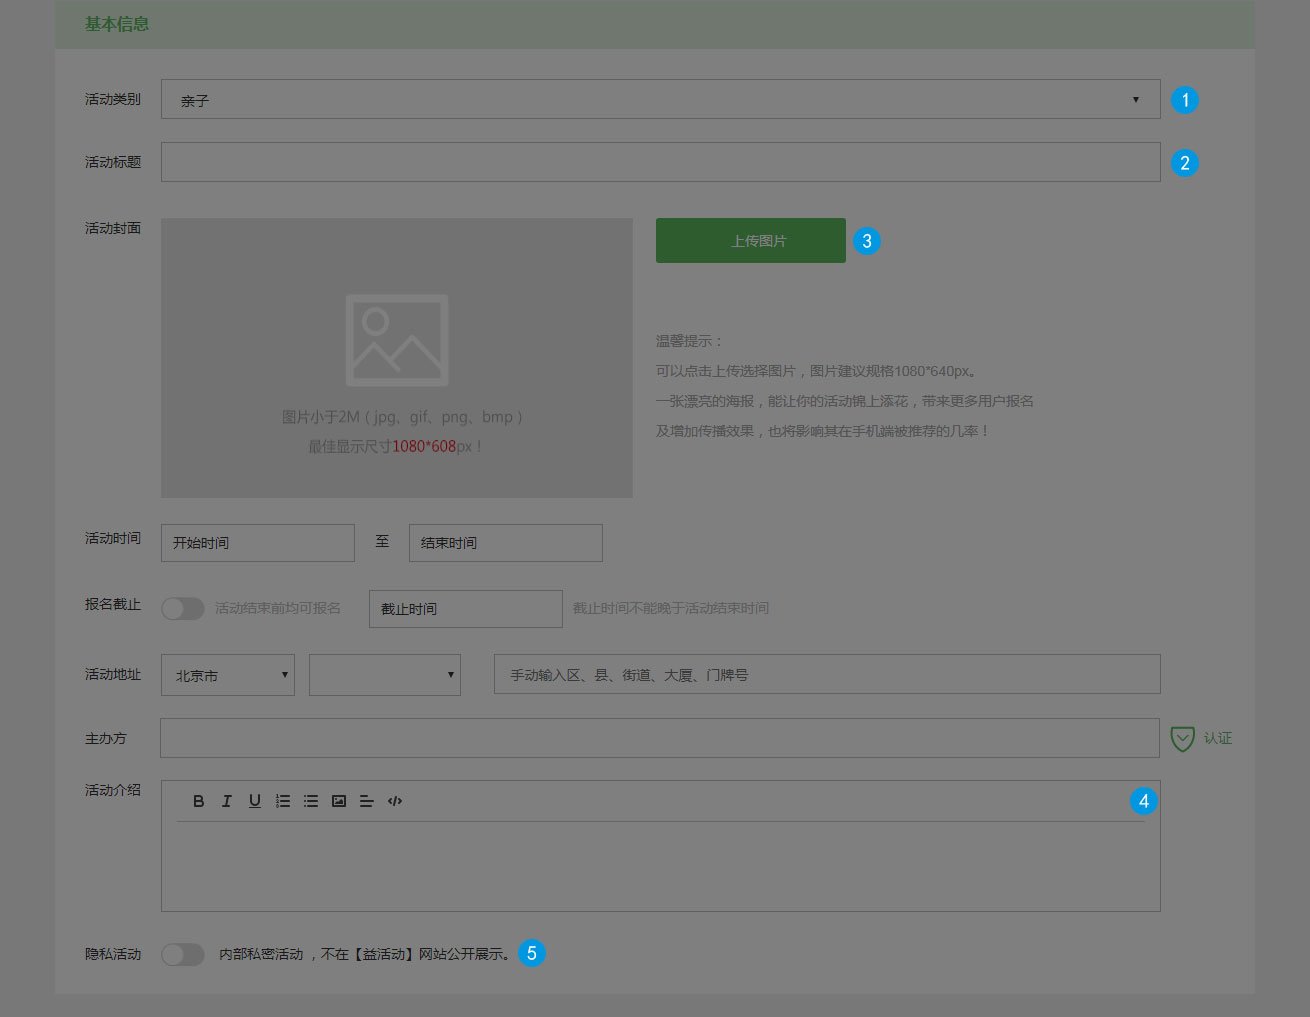 基本信息
活动类别 亲子 ▼ 1
活动标题 2
活动封面 上传图片 3
温馨提示：
可以点击上传选择图片，图片建议规格1080*640px。
一张漂亮的海报，能让你的活动锦上添花，带来更多用户报名
及增加传播效果，也将影响其在手机端被推荐的几率！
图片小于2M（jpg、gif、png、bmp）
最佳显示尺寸1080*608px！
活动时间 开始时间 至 结束时间
报名截止 活动结束前均可报名 截止时间 截止时间不能晚于活动结束时间
活动地址 北京市 ▼ ▼ 手动输入区、县、街道、大厦、门牌号
主办方 认证
活动介绍 B I U 4
隐私活动 内部私密活动 ，不在【益活动】网站公开展示。 5